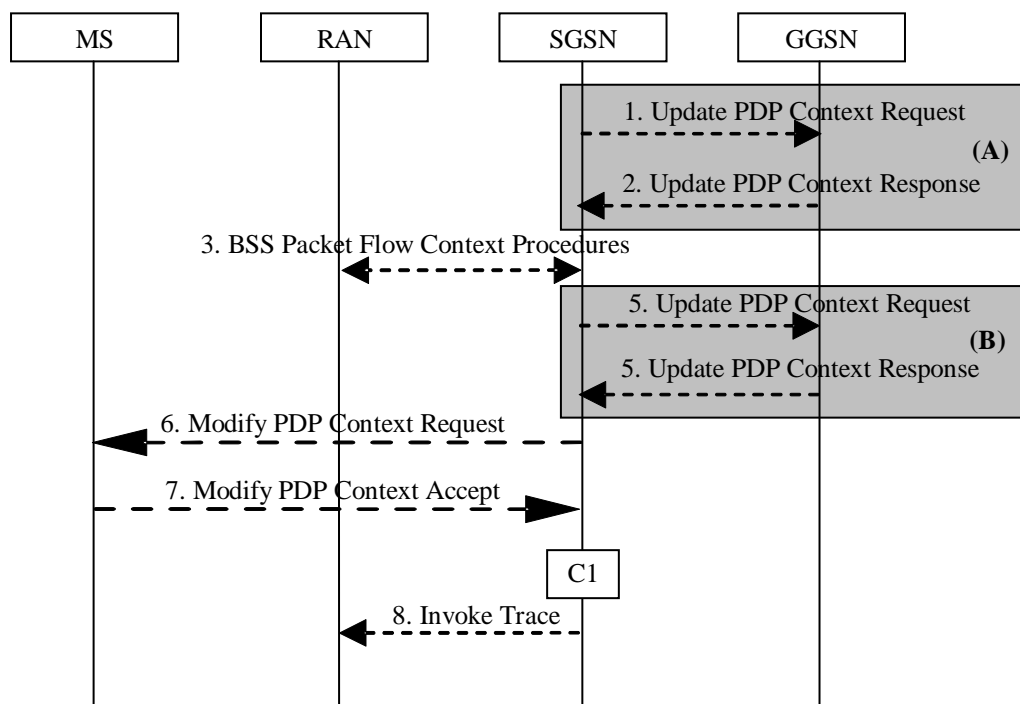 MS
RAN
SGSN
GGSN
1. Update PDP Context Request
(A)
2. Update PDP Context Response
3. BSS Packet Flow Context Procedures
5. Update PDP Context Request
(B)
5. Update PDP Context Response
6. Modify PDP Context Request
7. Modify PDP Context Accept
C1
8. Invoke Trace